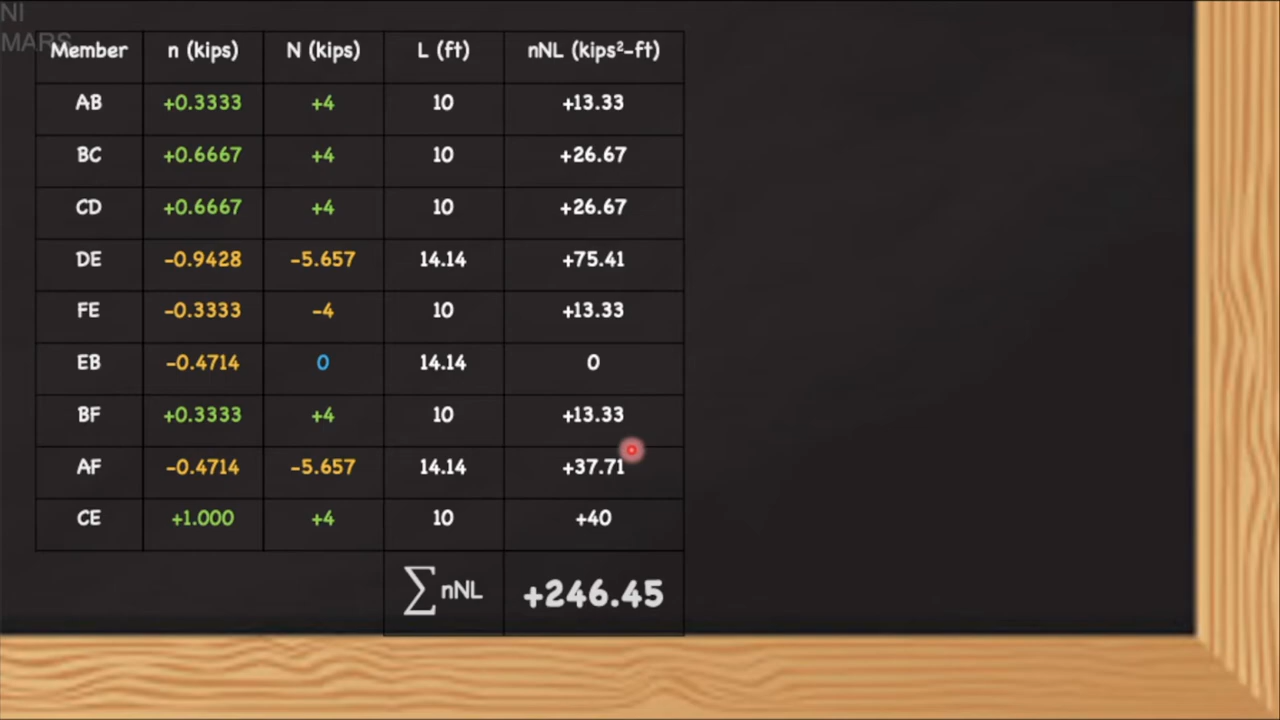 NI
MARS
Member n (kips) N (kips) L (ft) nNL (kips²-ft)
AB +0.3333 +4 10 +13.33
BC +0.6667 +4 10 +26.67
CD +0.6667 +4 10 +26.67
DE -0.9428 -5.657 14.14 +75.41
FE -0.3333 -4 10 +13.33
EB -0.4714 0 14.14 0
BF +0.3333 +4 10 +13.33
AF -0.4714 -5.657 14.14 +37.71
CE +1.000 +4 10 +40
∑nNL +246.45